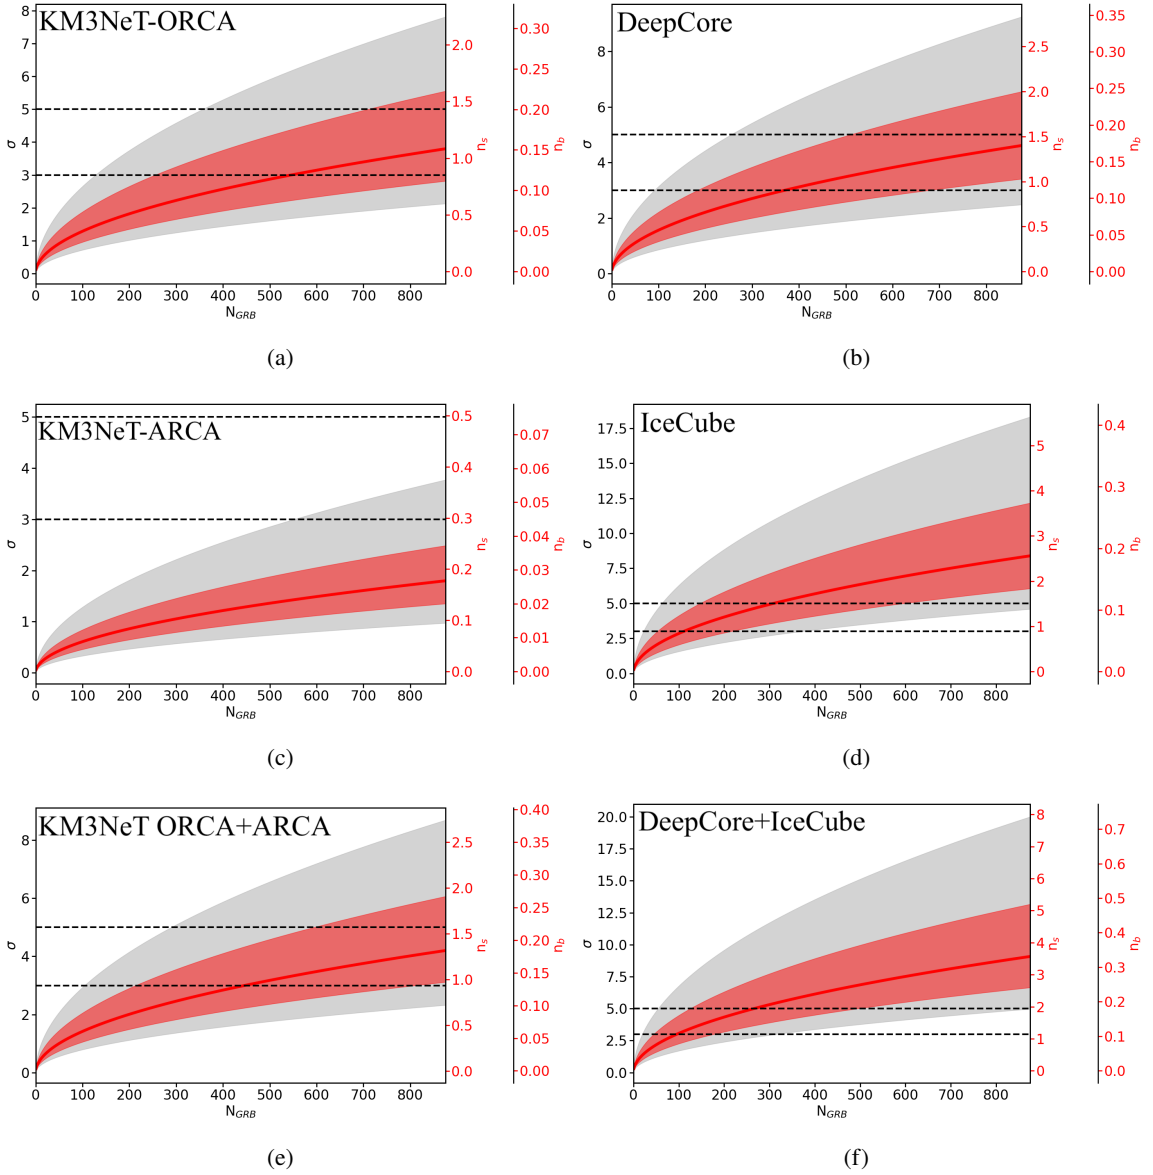 KM3NeT-ORCA
8
7
6
5
4
3
2
1
0
σ
0 100 200 300 400 500 600 700 800
N_GRB
2.0
1.5
1.0
0.5
0.0
n_s
0.30
0.25
0.20
0.15
0.10
0.05
0.00
n_b
(a)
DeepCore
8
6
4
2
0
σ
0 100 200 300 400 500 600 700 800
N_GRB
2.5
2.0
1.5
1.0
0.5
0.0
n_s
0.35
0.30
0.25
0.20
0.15
0.10
0.05
0.00
n_b
(b)
KM3NeT-ARCA
5
4
3
2
1
0
σ
0 100 200 300 400 500 600 700 800
N_GRB
0.5
0.4
0.3
0.2
0.1
0.0
n_s
0.07
0.06
0.05
0.04
0.03
0.02
0.01
0.00
n_b
(c)
IceCube
17.5
15.0
12.5
10.0
7.5
5.0
2.5
0.0
σ
0 100 200 300 400 500 600 700 800
N_GRB
5
4
3
2
1
0
n_s
0.4
0.3
0.2
0.1
0.0
n_b
(d)
KM3NeT ORCA+ARCA
8
6
4
2
0
σ
0 100 200 300 400 500 600 700 800
N_GRB
2.5
2.0
1.5
1.0
0.5
0.0
n_s
0.40
0.35
0.30
0.25
0.20
0.15
0.10
0.05
0.00
n_b
(e)
DeepCore+IceCube
20.0
17.5
15.0
12.5
10.0
7.5
5.0
2.5
0.0
σ
0 100 200 300 400 500 600 700 800
N_GRB
8
7
6
5
4
3
2
1
0
n_s
0.7
0.6
0.5
0.4
0.3
0.2
0.1
0.0
n_b
(f)